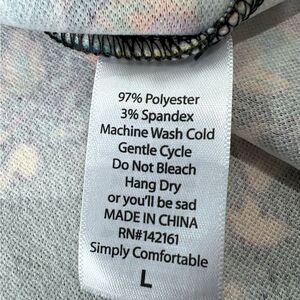 97% Polyester
3% Spandex
Machine Wash Cold
Gentle Cycle
Do Not Bleach
Hang Dry
or you'll be sad
MADE IN CHINA
RN#142161
Simply Comfortable
L